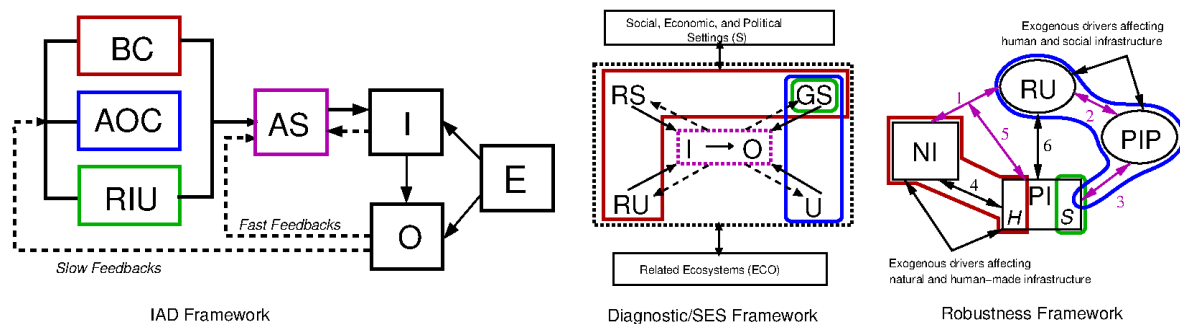 BC
AOC
RIU
AS
I
O
E
Fast Feedbacks
Slow Feedbacks
IAD Framework
Social, Economic, and Political
Settings (S)
RS
GS
I
O
RU
U
Related Ecosystems (ECO)
Diagnostic/SES Framework
Exogenous drivers affecting
human and social infrastructure
RU
1
2
PIP
5
6
NI
4
PI
H
S
3
Exogenous drivers affecting
natural and human-made infrastructure
Robustness Framework